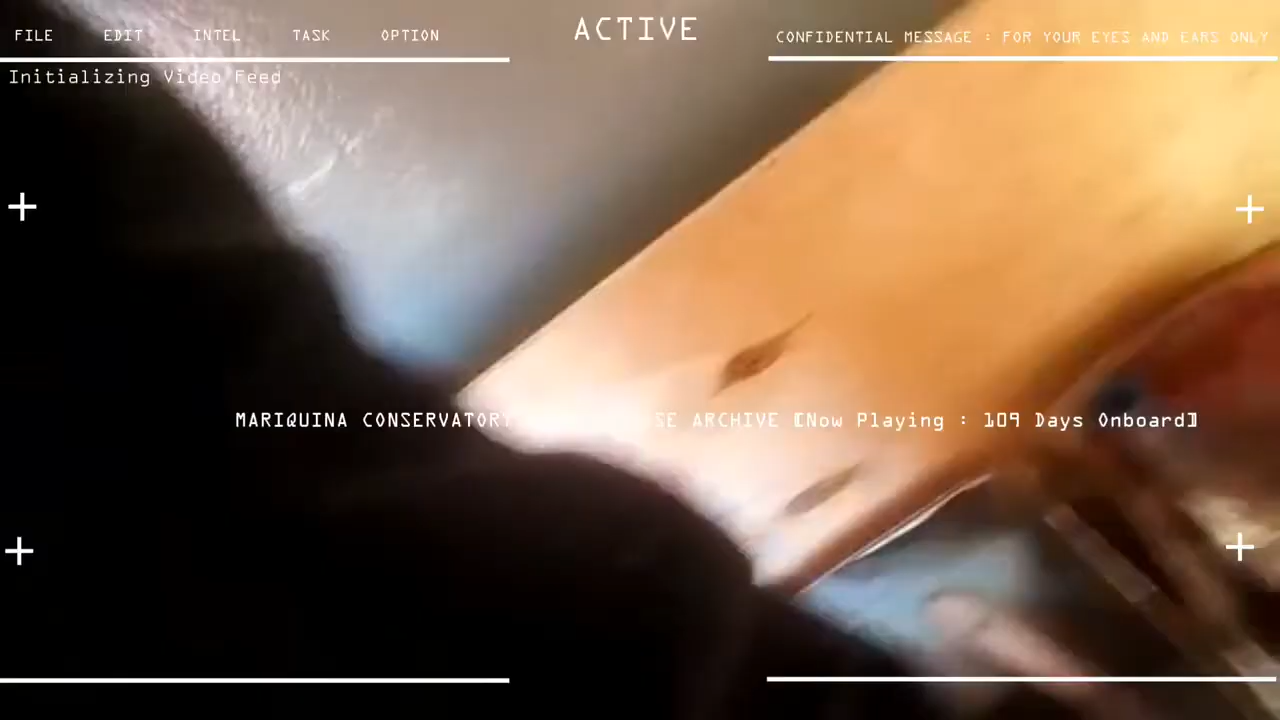 FILE EDIT INTEL TASK OPTION
ACTIVE
CONFIDENTIAL MESSAGE : FOR YOUR EYES AND EARS ONLY
Initializing Video Feed
MARIQUINA CONSERVATORY ARCHIVE [Now Playing : 109 Days Onboard]